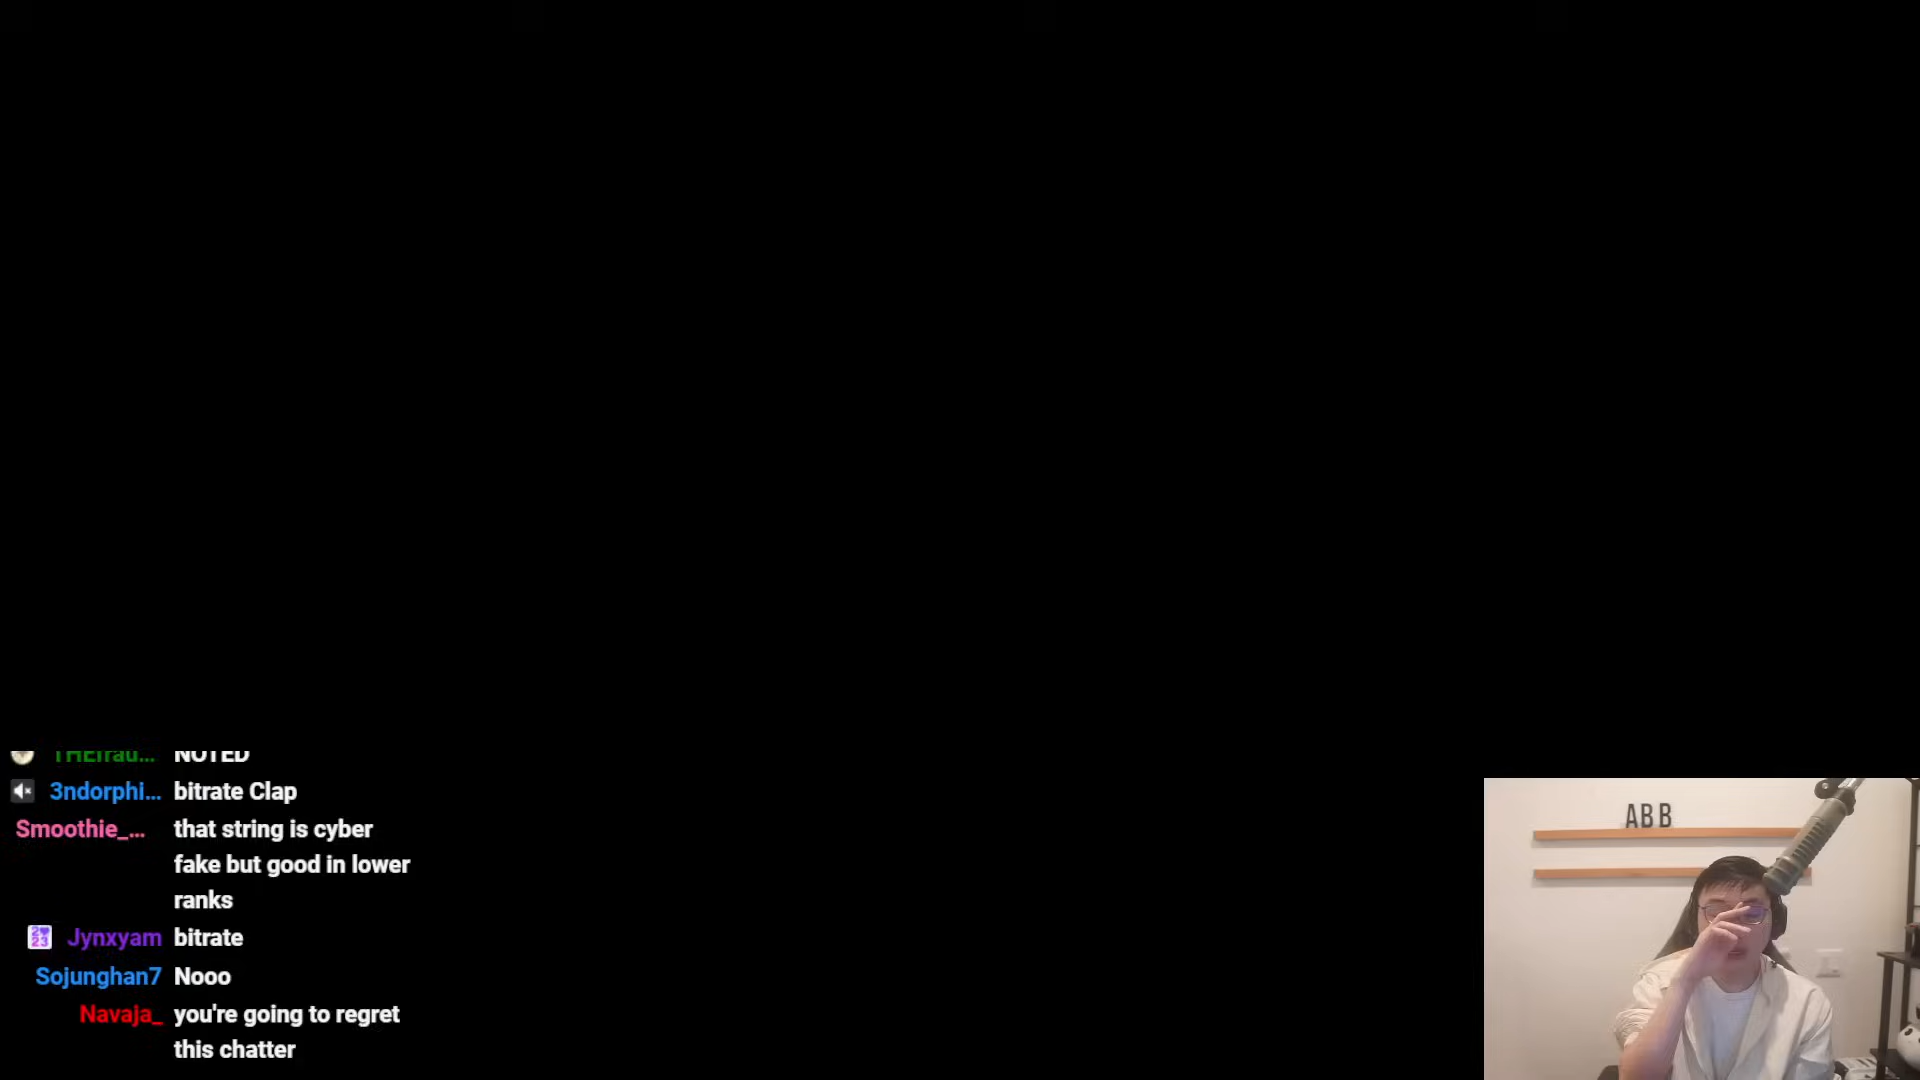 THEfrau... NOTED
3ndorphi... bitrate Clap
Smoothie_... that string is cyber
fake but good in lower
ranks
Jynxyam bitrate
Sojunghan7 Nooo
Navaja_ you're going to regret
this chatter
ABB